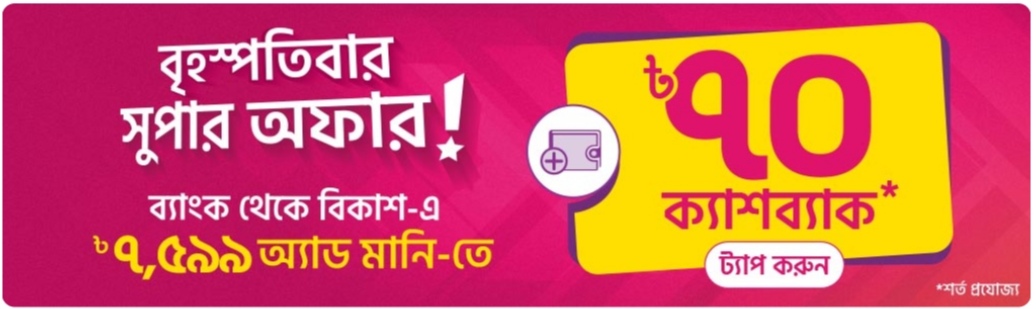 বৃহস্পতিবার
সুপার অফার!
ব্যাংক থেকে বিকাশ-এ
৳৭,৫৯৯ অ্যাড মানি-তে
৳৭০
ক্যাশব্যাক*
ট্যাপ করুন
*শর্ত প্রযোজ্য